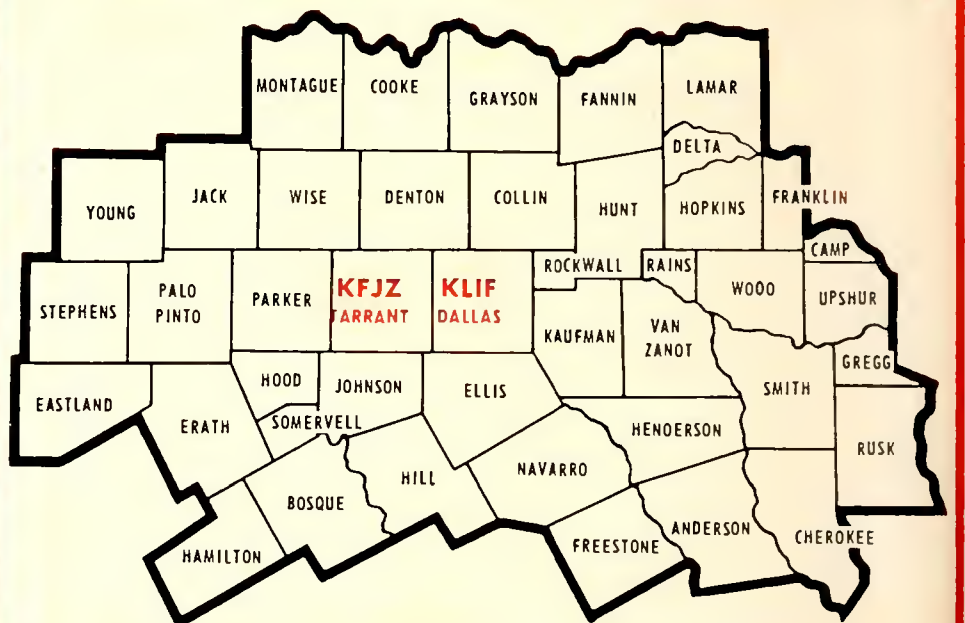 MONTAGUE
COOKE
GRAYSON
FANNIN
LAMAR
DELTA
YOUNG
JACK
WISE
DENTON
COLLIN
HUNT
HOPKINS
FRANKLIN
CAMP
STEPHENS
PALO
PINTO
PARKER
KFJZ
TARRANT
KLIF
DALLAS
ROCKWALL
RAINS
WOOO
UPSHUR
KAUFMAN
VAN
ZANOT
GREGG
SMITH
EASTLAND
ERATH
HOOD
JOHNSON
SOMERVELL
ELLIS
HENOERSON
RUSK
HAMILTON
BOSQUE
HILL
NAVARRO
FREESTONE
ANDERSON
CHEROKEE